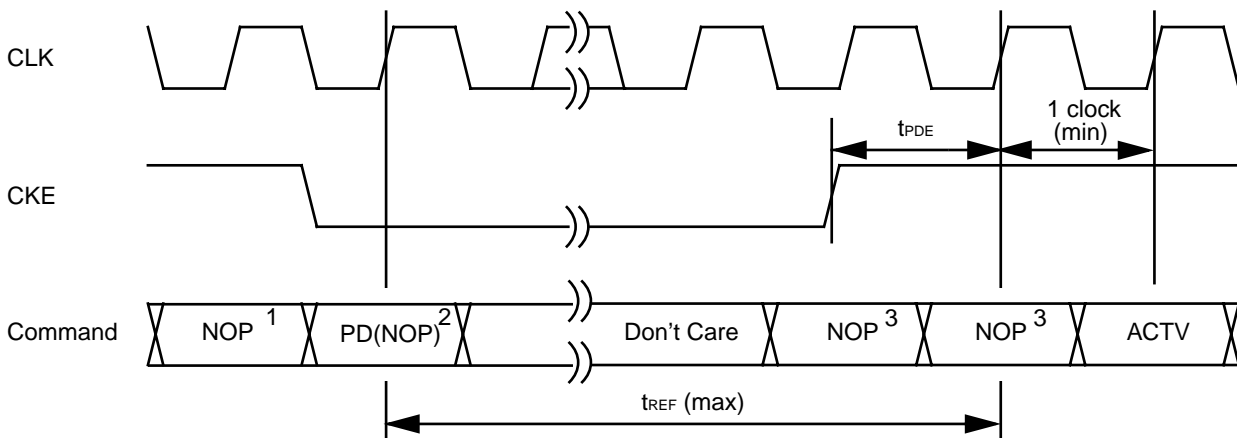 CLK
tPDE
1 clock
(min)
CKE
Command
NOP 1
PD(NOP) 2
Don't Care
NOP 3
NOP 3
ACTV
tREF (max)